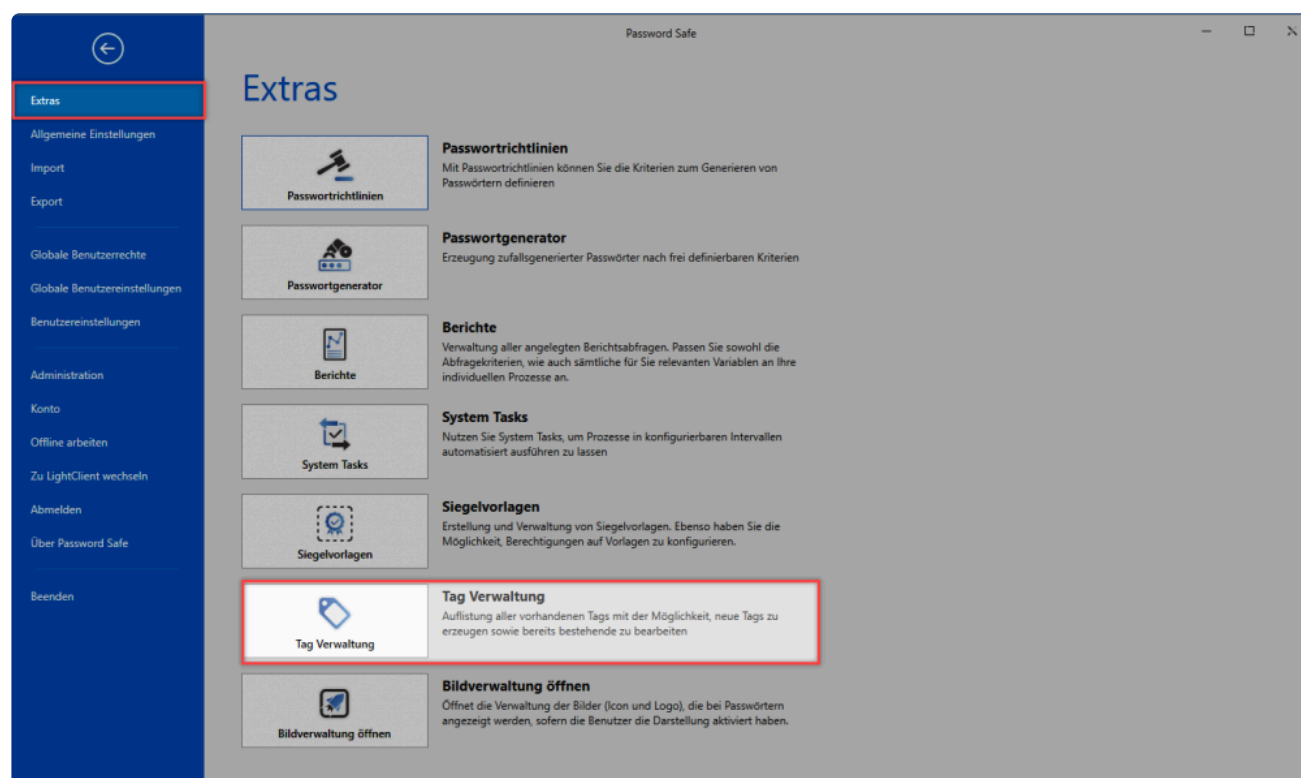 Password Safe
Extras
Allgemeine Einstellungen
Import
Export
Globale Benutzerrechte
Globale Benutzereinstellungen
Benutzereinstellungen
Administration
Konto
Offline arbeiten
Zu LightClient wechseln
Abmelden
Über Password Safe
Beenden
Extras
Passwortrichtlinien
Passwortrichtlinien
Mit Passwortrichtlinien können Sie die Kriterien zum Generieren von
Passwörtern definieren
Passwortgenerator
Passwortgenerator
Erzeugung zufallsgenerierter Passwörter nach frei definierbaren Kriterien
Berichte
Berichte
Verwaltung aller angelegten Berichtsabfragen. Passen Sie sowohl die
Abfragekriterien, wie auch sämtliche für Sie relevanten Variablen an Ihre
individuellen Prozesse an.
System Tasks
System Tasks
Nutzen Sie System Tasks, um Prozesse in konfigurierbaren Intervallen
automatisiert ausführen zu lassen
Siegelvorlagen
Siegelvorlagen
Erstellung und Verwaltung von Siegelvorlagen. Ebenso haben Sie die
Möglichkeit, Berechtigungen auf Vorlagen zu konfigurieren.
Tag Verwaltung
Tag Verwaltung
Auflistung aller vorhandenen Tags mit der Möglichkeit, neue Tags zu
erzeugen sowie bereits bestehende zu bearbeiten
Bildverwaltung öffnen
Bildverwaltung öffnen
Öffnet die Verwaltung der Bilder (Icon und Logo), die bei Passwörtern
angezeigt werden, sofern die Benutzer die Darstellung aktiviert haben.